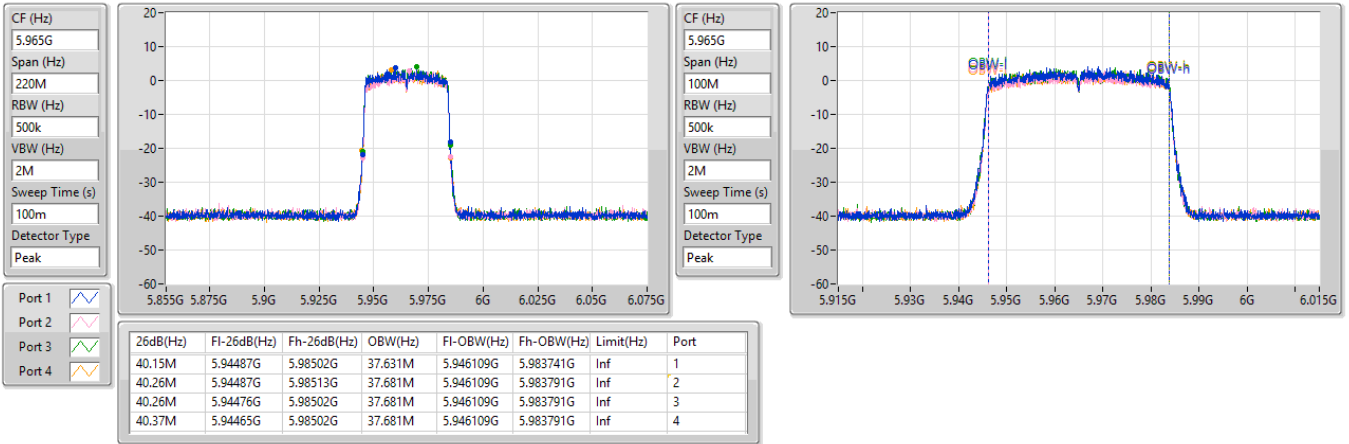 CF (Hz)
5.965G
Span (Hz)
220M
RBW (Hz)
500k
VBW (Hz)
2M
Sweep Time (s)
100m
Detector Type
Peak
Port 1
Port 2
Port 3
Port 4
20
10
0
-10
-20
-30
-40
-50
-60
5.855G 5.875G 5.9G 5.925G 5.95G 5.975G 6G 6.025G 6.05G 6.075G
CF (Hz)
5.965G
Span (Hz)
100M
RBW (Hz)
500k
VBW (Hz)
2M
Sweep Time (s)
100m
Detector Type
Peak
20
10
0
-10
-20
-30
-40
-50
-60
OBW-l OBW-h
5.915G 5.93G 5.94G 5.95G 5.96G 5.97G 5.98G 5.99G 6G 6.015G
26dB(Hz) Fl-26dB(Hz) Fh-26dB(Hz) OBW(Hz) Fl-OBW(Hz) Fh-OBW(Hz) Limit(Hz) Port
40.15M 5.94487G 5.98502G 37.631M 5.946109G 5.983741G Inf 1
40.26M 5.94487G 5.98513G 37.681M 5.946109G 5.983791G Inf 2
40.26M 5.94476G 5.98502G 37.681M 5.946109G 5.983791G Inf 3
40.37M 5.94465G 5.98502G 37.681M 5.946109G 5.983791G Inf 4